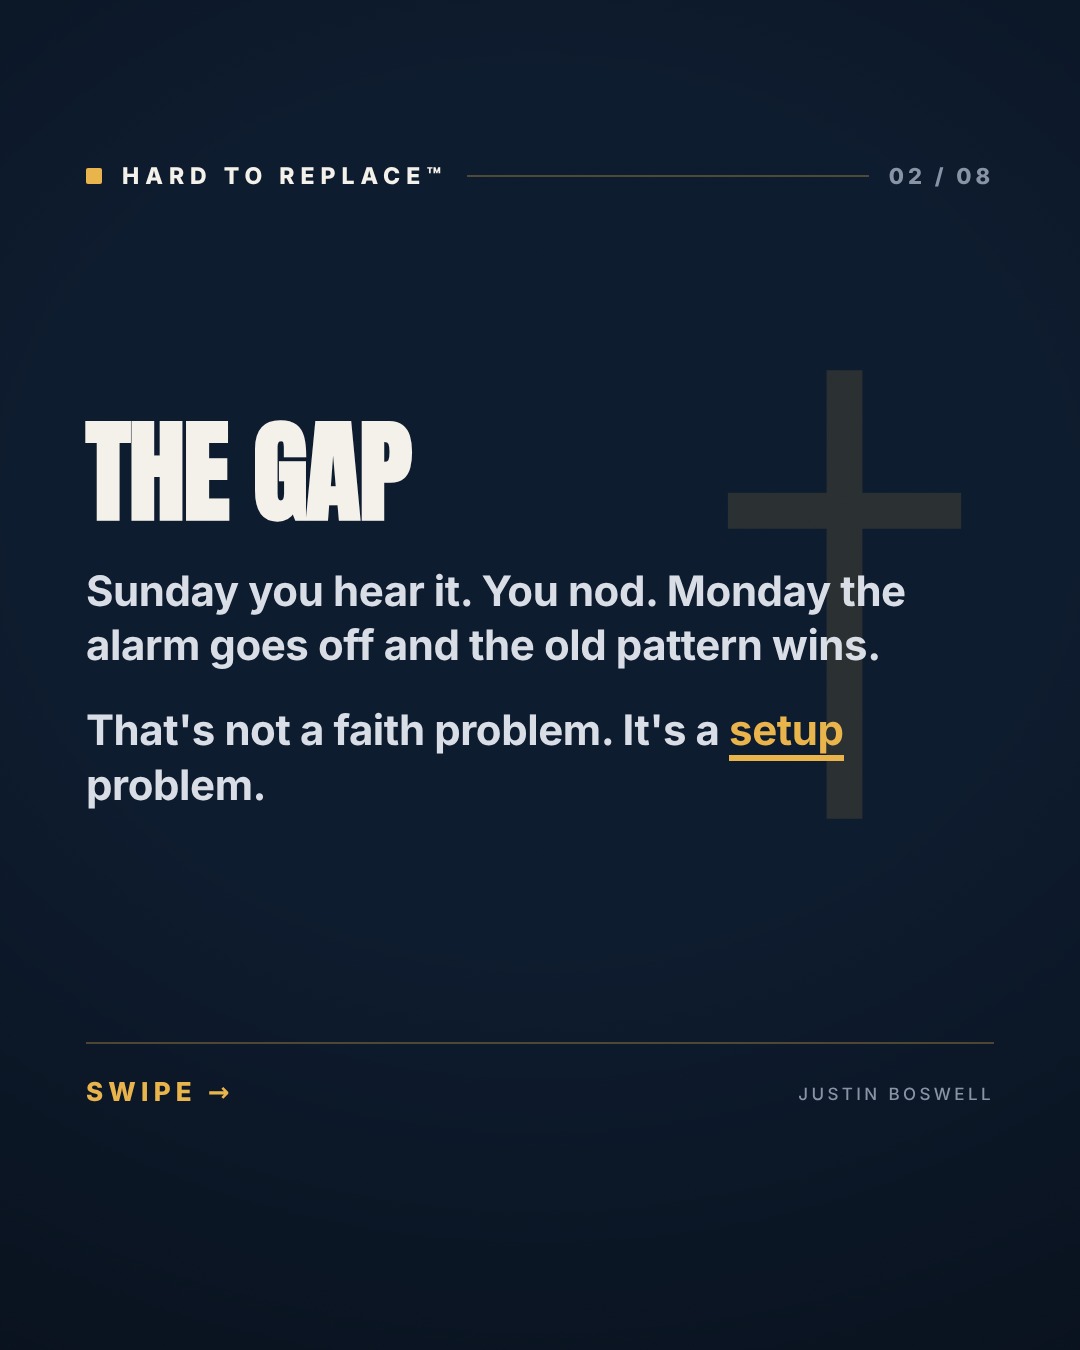 HARD TO REPLACE™ 02 / 08
THE GAP
Sunday you hear it. You nod. Monday the
alarm goes off and the old pattern wins.
That's not a faith problem. It's a setup
problem.
SWIPE → JUSTIN BOSWELL